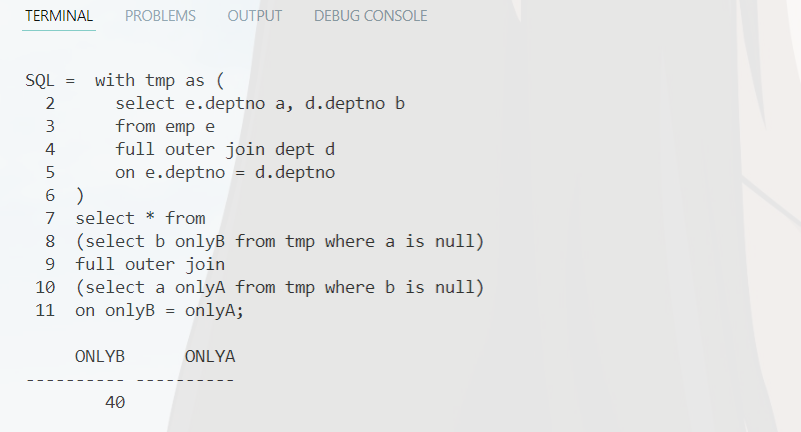 TERMINAL PROBLEMS OUTPUT DEBUG CONSOLE
SQL =  with tmp as (
  2      select e.deptno a, d.deptno b
  3      from emp e
  4      full outer join dept d
  5      on e.deptno = d.deptno
  6  )
  7  select * from
  8  (select b onlyB from tmp where a is null)
  9  full outer join
 10  (select a onlyA from tmp where b is null)
 11  on onlyB = onlyA;
     ONLYB      ONLYA
---------- ----------
        40